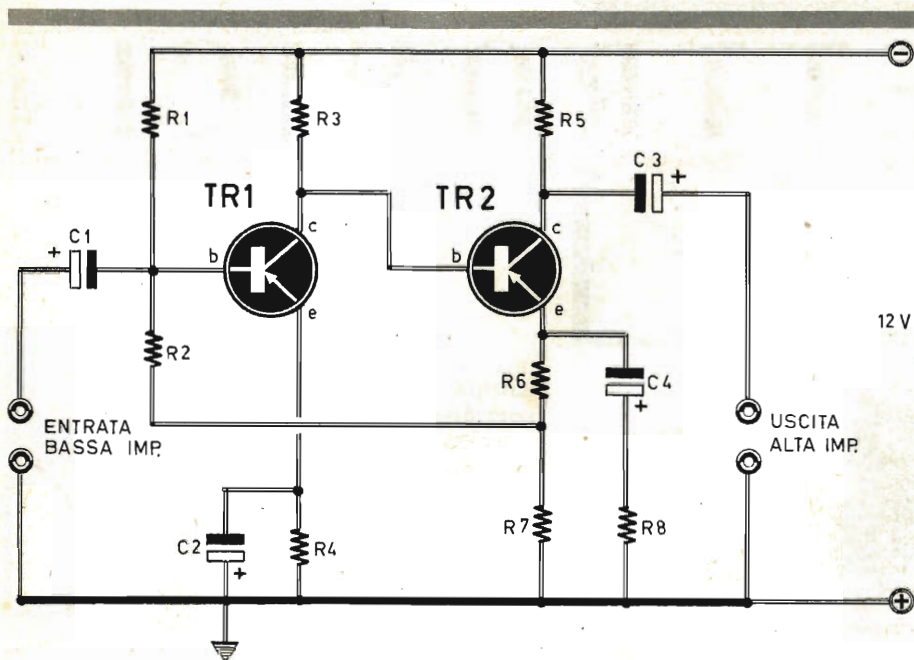 −
R1
R3
R5
C3
+
TR1
TR2
c
c
C1
+
b
b
e
e
12 V
R2
R6
C4
+
ENTRATA
BASSA IMP.
USCITA
ALTA IMP.
C2
+
R4
R7
R8
+